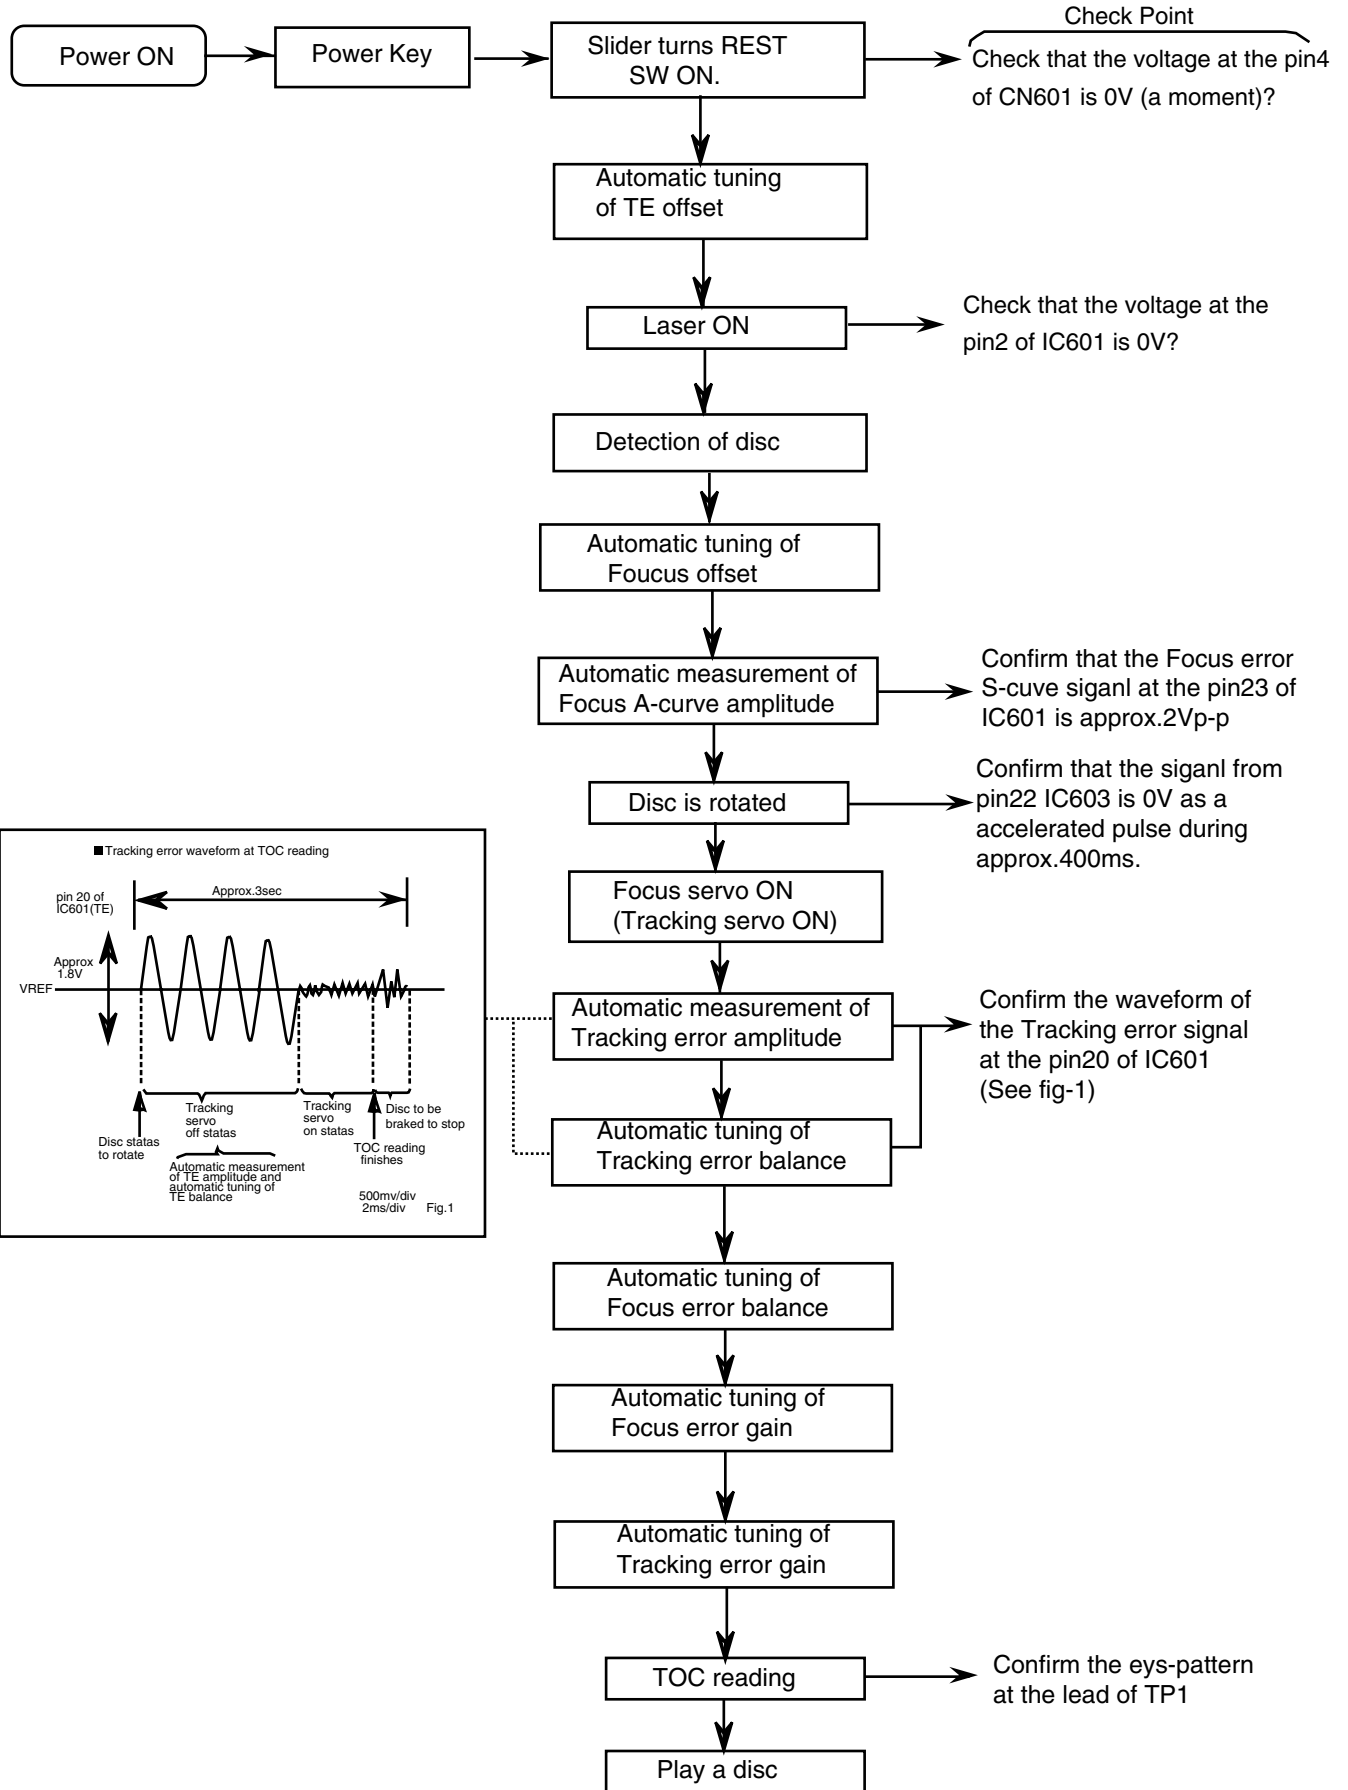 Check Point
Power ON
Power Key
Slider turns REST
SW ON.
Check that the voltage at the pin4
of CN601 is 0V (a moment)?
Automatic tuning
of TE offset
Laser ON
Check that the voltage at the
pin2 of IC601 is 0V?
Detection of disc
Automatic tuning of
Foucus offset
Automatic measurement of
Focus A-curve amplitude
Confirm that the Focus error
S-cuve siganl at the pin23 of
IC601 is approx.2Vp-p
Disc is rotated
Confirm that the siganl from
pin22 IC603 is 0V as a
accelerated pulse during
approx.400ms.
Focus servo ON
(Tracking servo ON)
Automatic measurement of
Tracking error amplitude
Confirm the waveform of
the Tracking error signal
at the pin20 of IC601
(See fig-1)
Automatic tuning of
Tracking error balance
■Tracking error waveform at TOC reading
pin 20 of
IC601(TE)
Approx.3sec
Approx
1.8V
VREF
Tracking
servo
off statas
Tracking
servo
on statas
Disc to be
braked to stop
Disc statas
to rotate
TOC reading
finishes
Automatic measurement
of TE amplitude and
automatic tuning of
TE balance
500mv/div
2ms/div
Fig.1
Automatic tuning of
Focus error balance
Automatic tuning of
Focus error gain
Automatic tuning of
Tracking error gain
TOC reading
Confirm the eys-pattern
at the lead of TP1
Play a disc